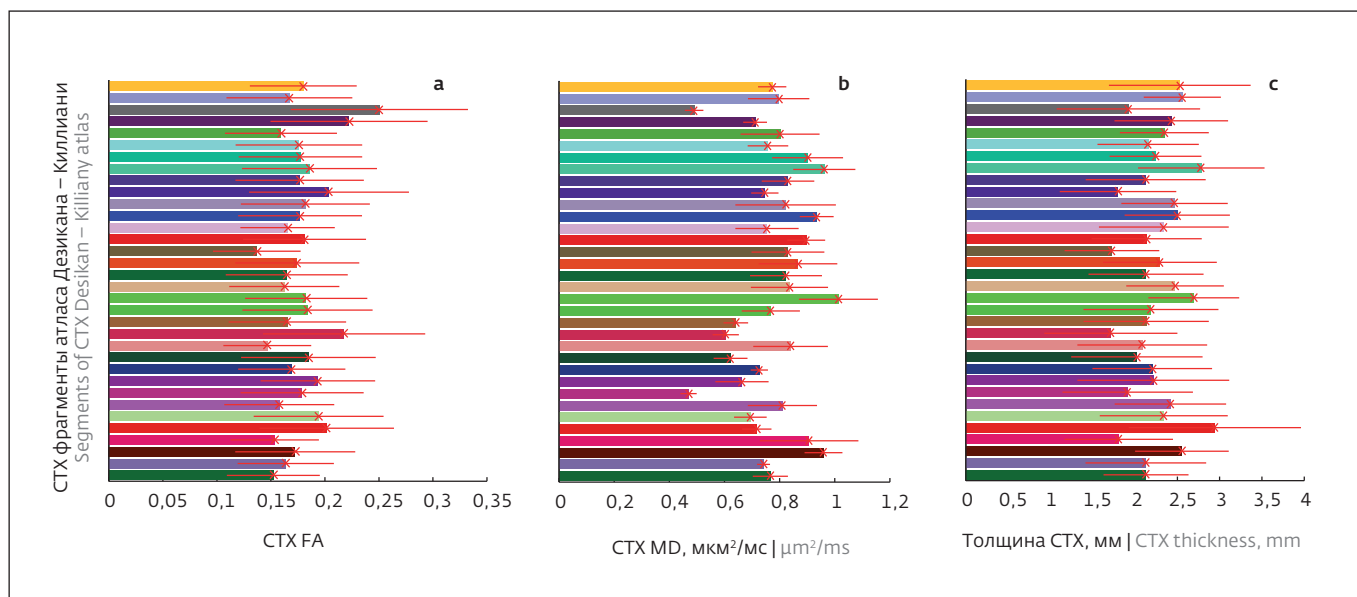 СТХ фрагменты атласа Дезикана – Киллиани
Segments of CTX Desikan – Killiany atlas
a
0 0,05 0,1 0,15 0,2 0,25 0,3 0,35
CTX FA
b
0 0,2 0,4 0,6 0,8 1 1,2
CTX MD, мкм²/мс | µm²/ms
c
0 0,5 1 1,5 2 2,5 3 3,5 4
Толщина СТХ, мм | CTX thickness, mm